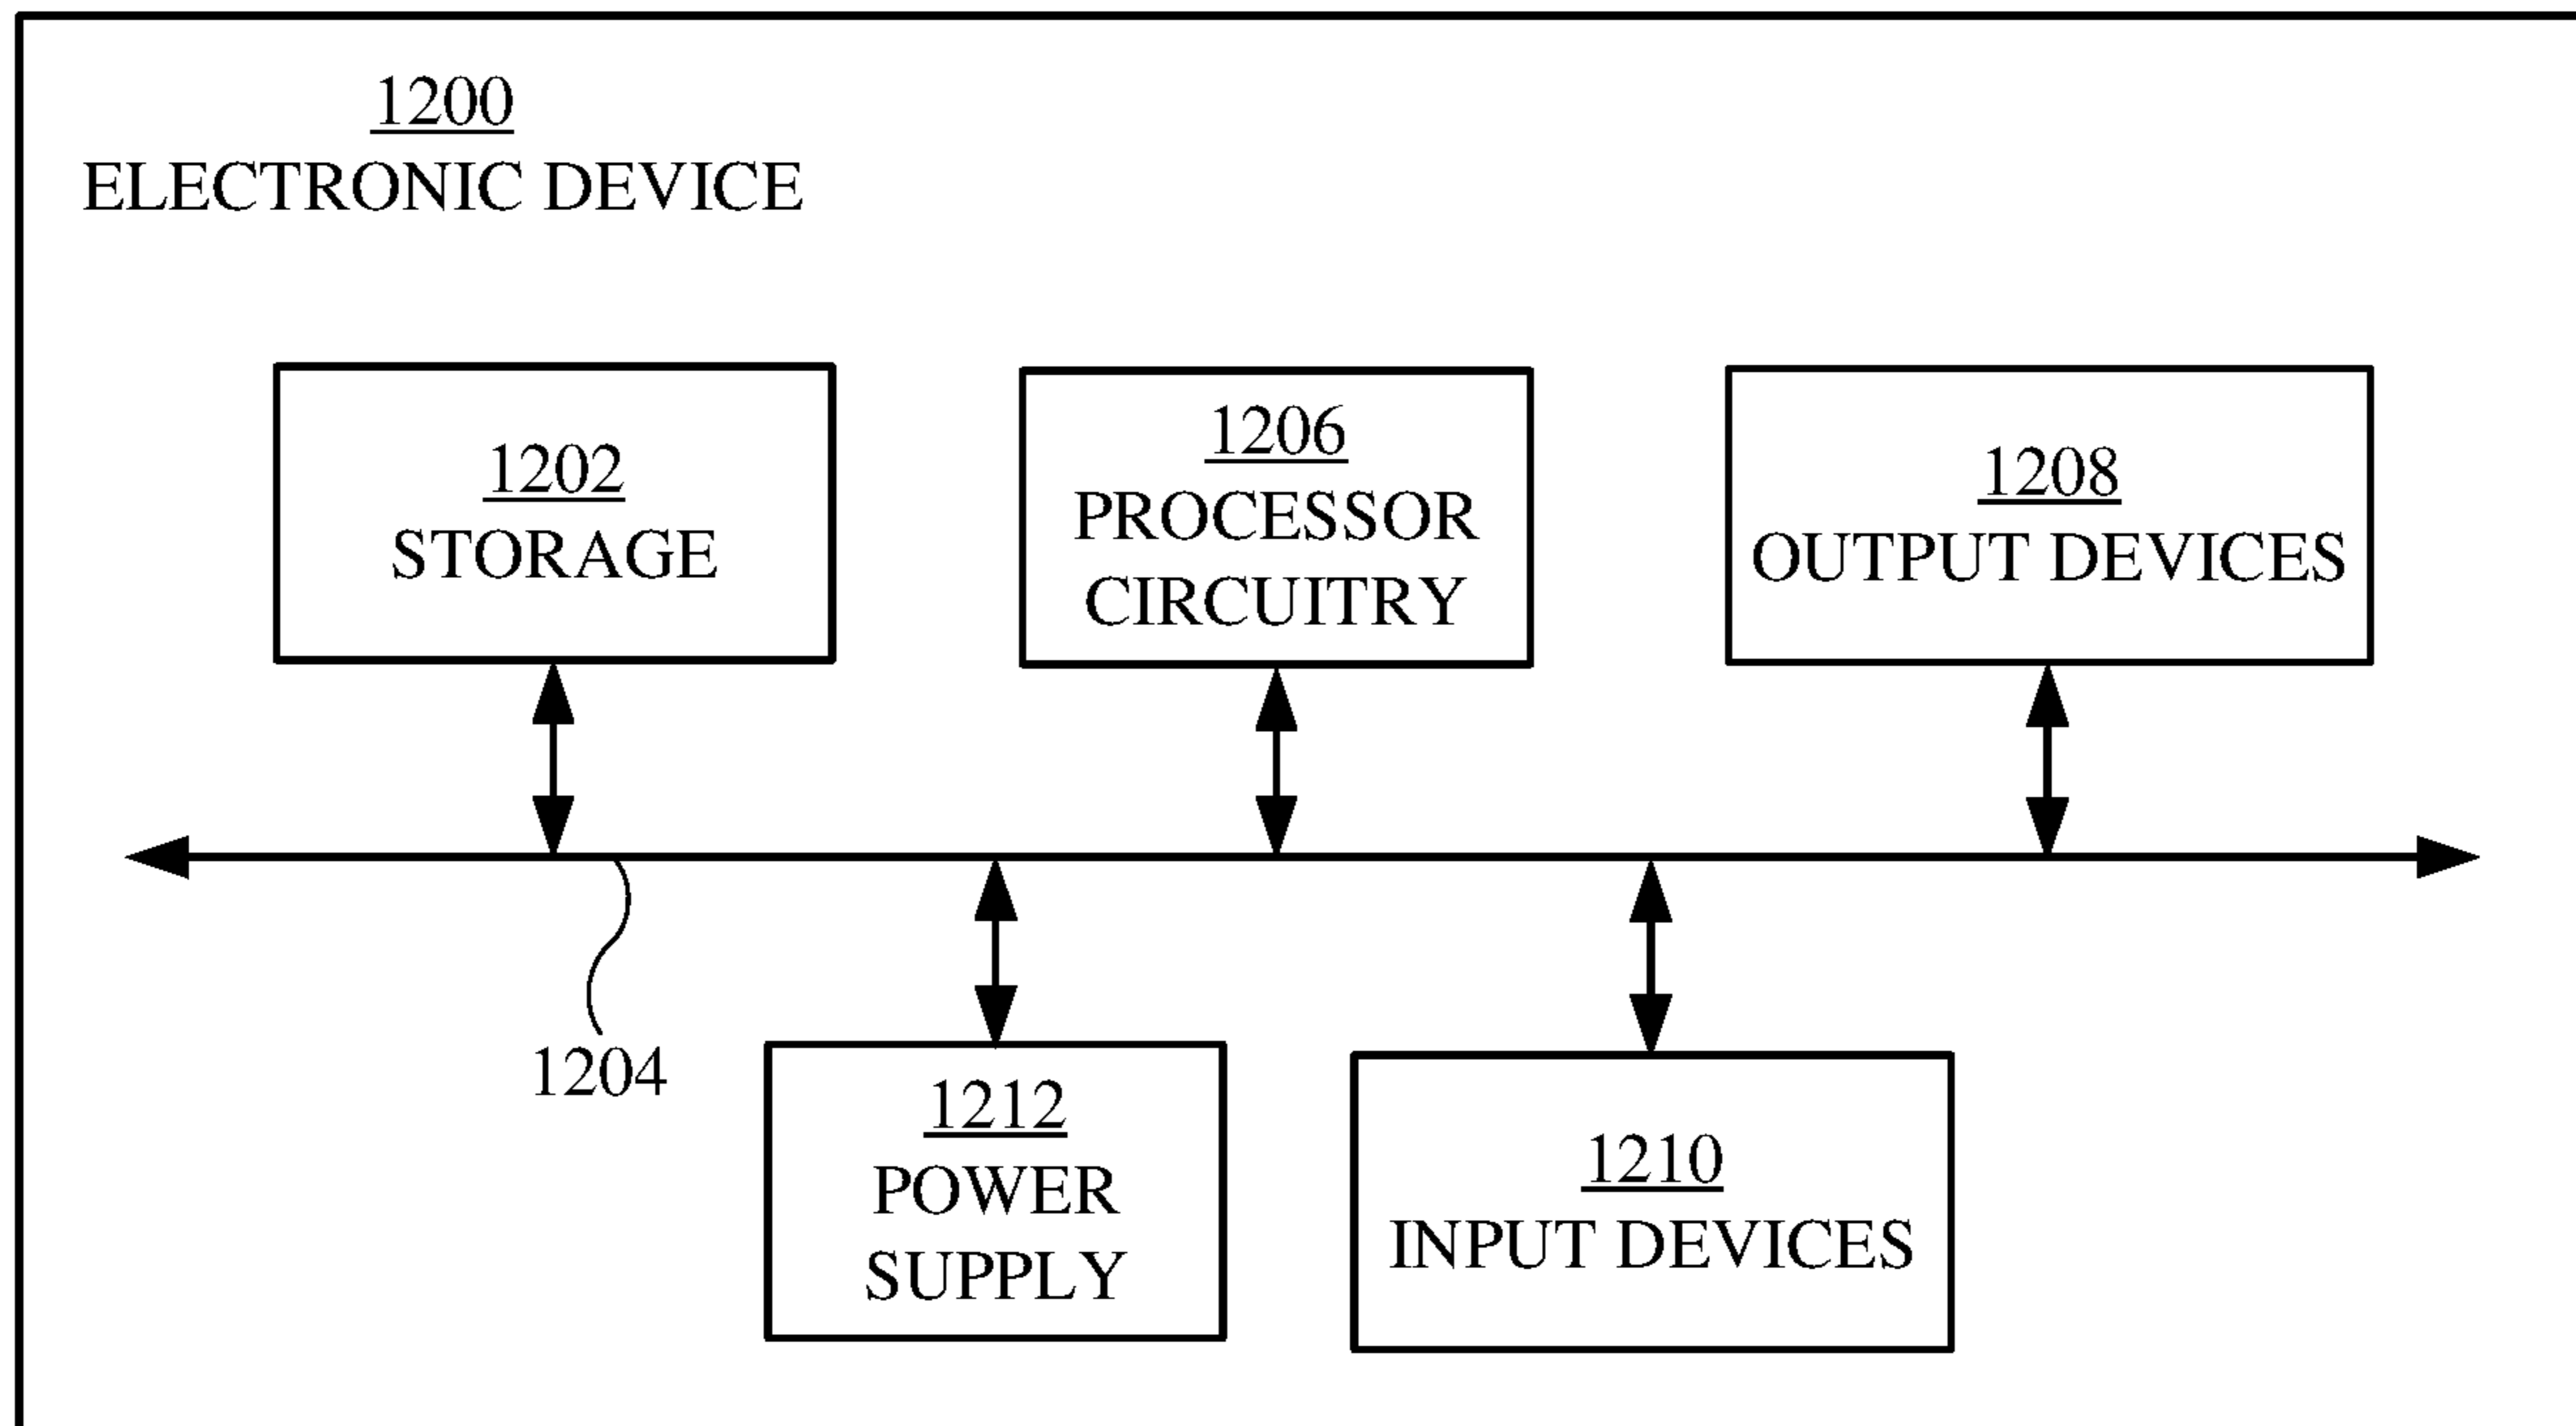 1200
ELECTRONIC DEVICE
1202
STORAGE
1206
PROCESSOR
CIRCUITRY
1208
OUTPUT DEVICES
1204
1212
POWER
SUPPLY
1210
INPUT DEVICES